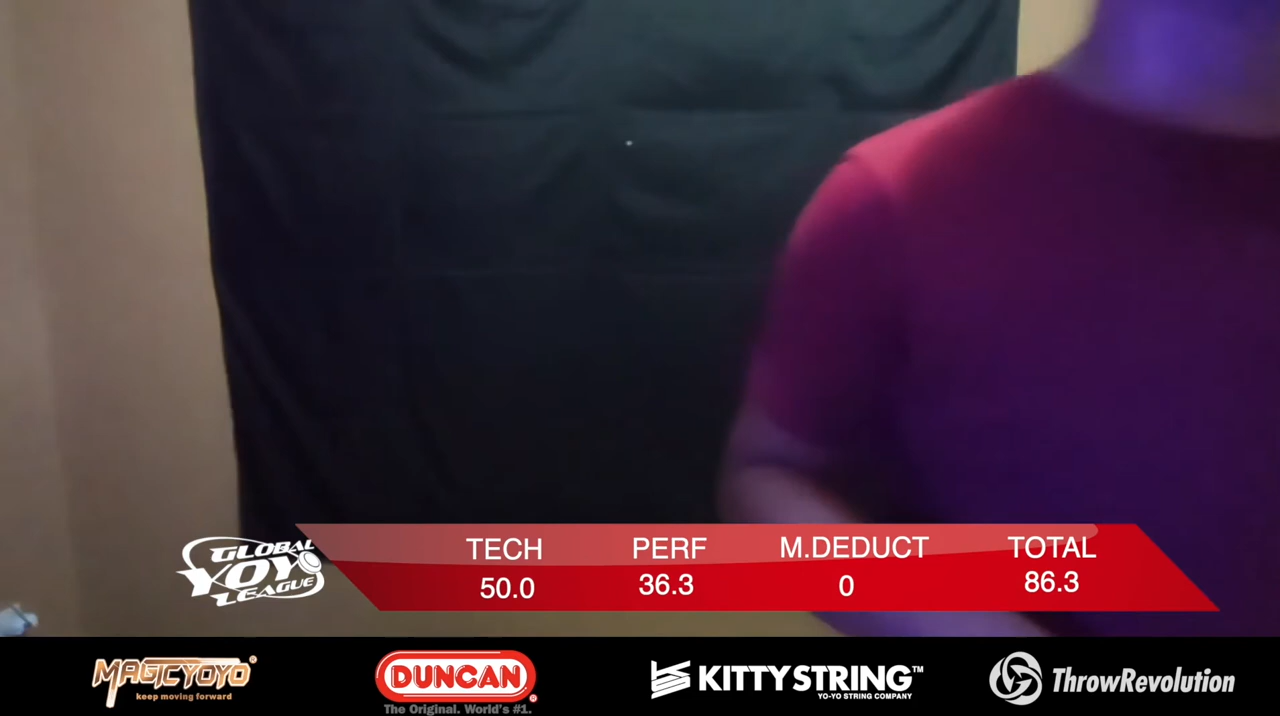 TECH PERF M.DEDUCT TOTAL
50.0 36.3 0 86.3
GLOBAL
YOYO
LEAGUE
MAGICYOYO®
keep moving forward
DUNCAN®
The Original. World's #1.
KITTYSTRING™
YO-YO STRING COMPANY
ThrowRevolution